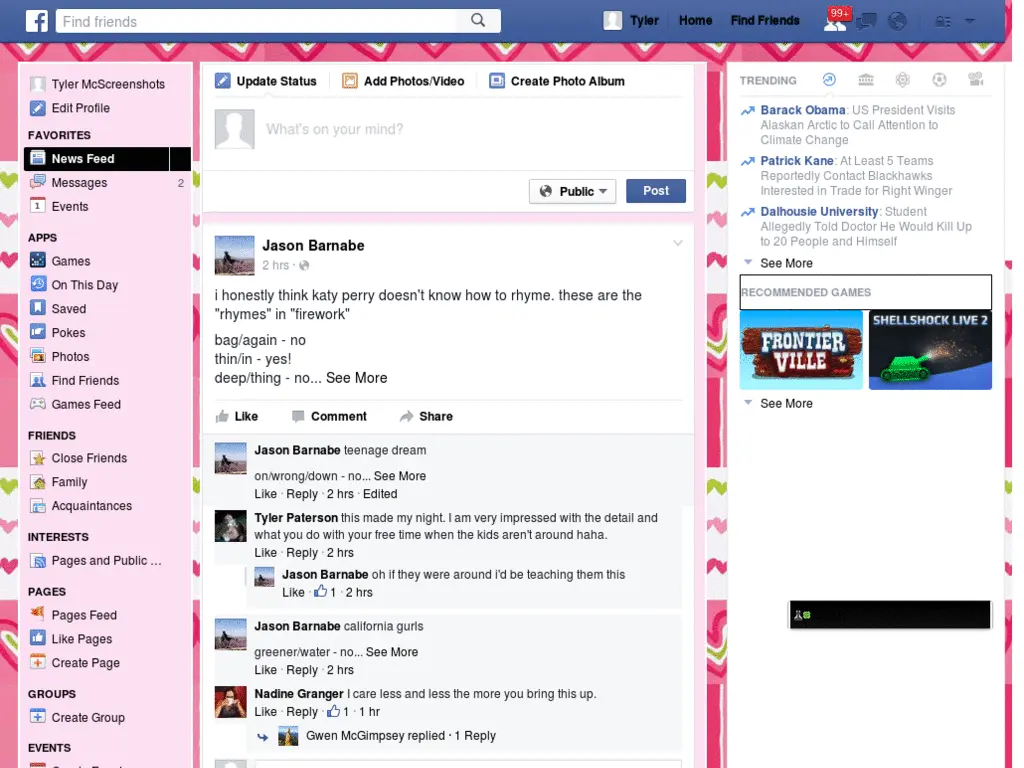 f
Find friends
Tyler
Home
Find Friends
99+
Tyler McScreenshots
Edit Profile
FAVORITES
News Feed
Messages
2
1
Events
APPS
Games
On This Day
Saved
Pokes
Photos
Find Friends
Games Feed
FRIENDS
Close Friends
Family
Acquaintances
INTERESTS
Pages and Public ...
PAGES
Pages Feed
Like Pages
Create Page
GROUPS
Create Group
EVENTS
Update Status
Add Photos/Video
Create Photo Album
What's on your mind?
Public
Post
Jason Barnabe
2 hrs ·
i honestly think katy perry doesn't know how to rhyme. these are the
"rhymes" in "firework"
bag/again - no
thin/in - yes!
deep/thing - no... See More
Like
Comment
Share
Jason Barnabe teenage dream
on/wrong/down - no... See More
Like · Reply · 2 hrs · Edited
Tyler Paterson this made my night. I am very impressed with the detail and
what you do with your free time when the kids aren't around haha.
Like · Reply · 2 hrs
Jason Barnabe oh if they were around i'd be teaching them this
Like · 1 · 2 hrs
Jason Barnabe california gurls
greener/water - no... See More
Like · Reply · 2 hrs
Nadine Granger I care less and less the more you bring this up.
Like · Reply · 1 · 1 hr
Gwen McGimpsey replied · 1 Reply
TRENDING
Barack Obama: US President Visits
Alaskan Arctic to Call Attention to
Climate Change
Patrick Kane: At Least 5 Teams
Reportedly Contact Blackhawks
Interested in Trade for Right Winger
Dalhousie University: Student
Allegedly Told Doctor He Would Kill Up
to 20 People and Himself
See More
RECOMMENDED GAMES
FRONTIER
VILLE
SHELLSHOCK LIVE 2
See More